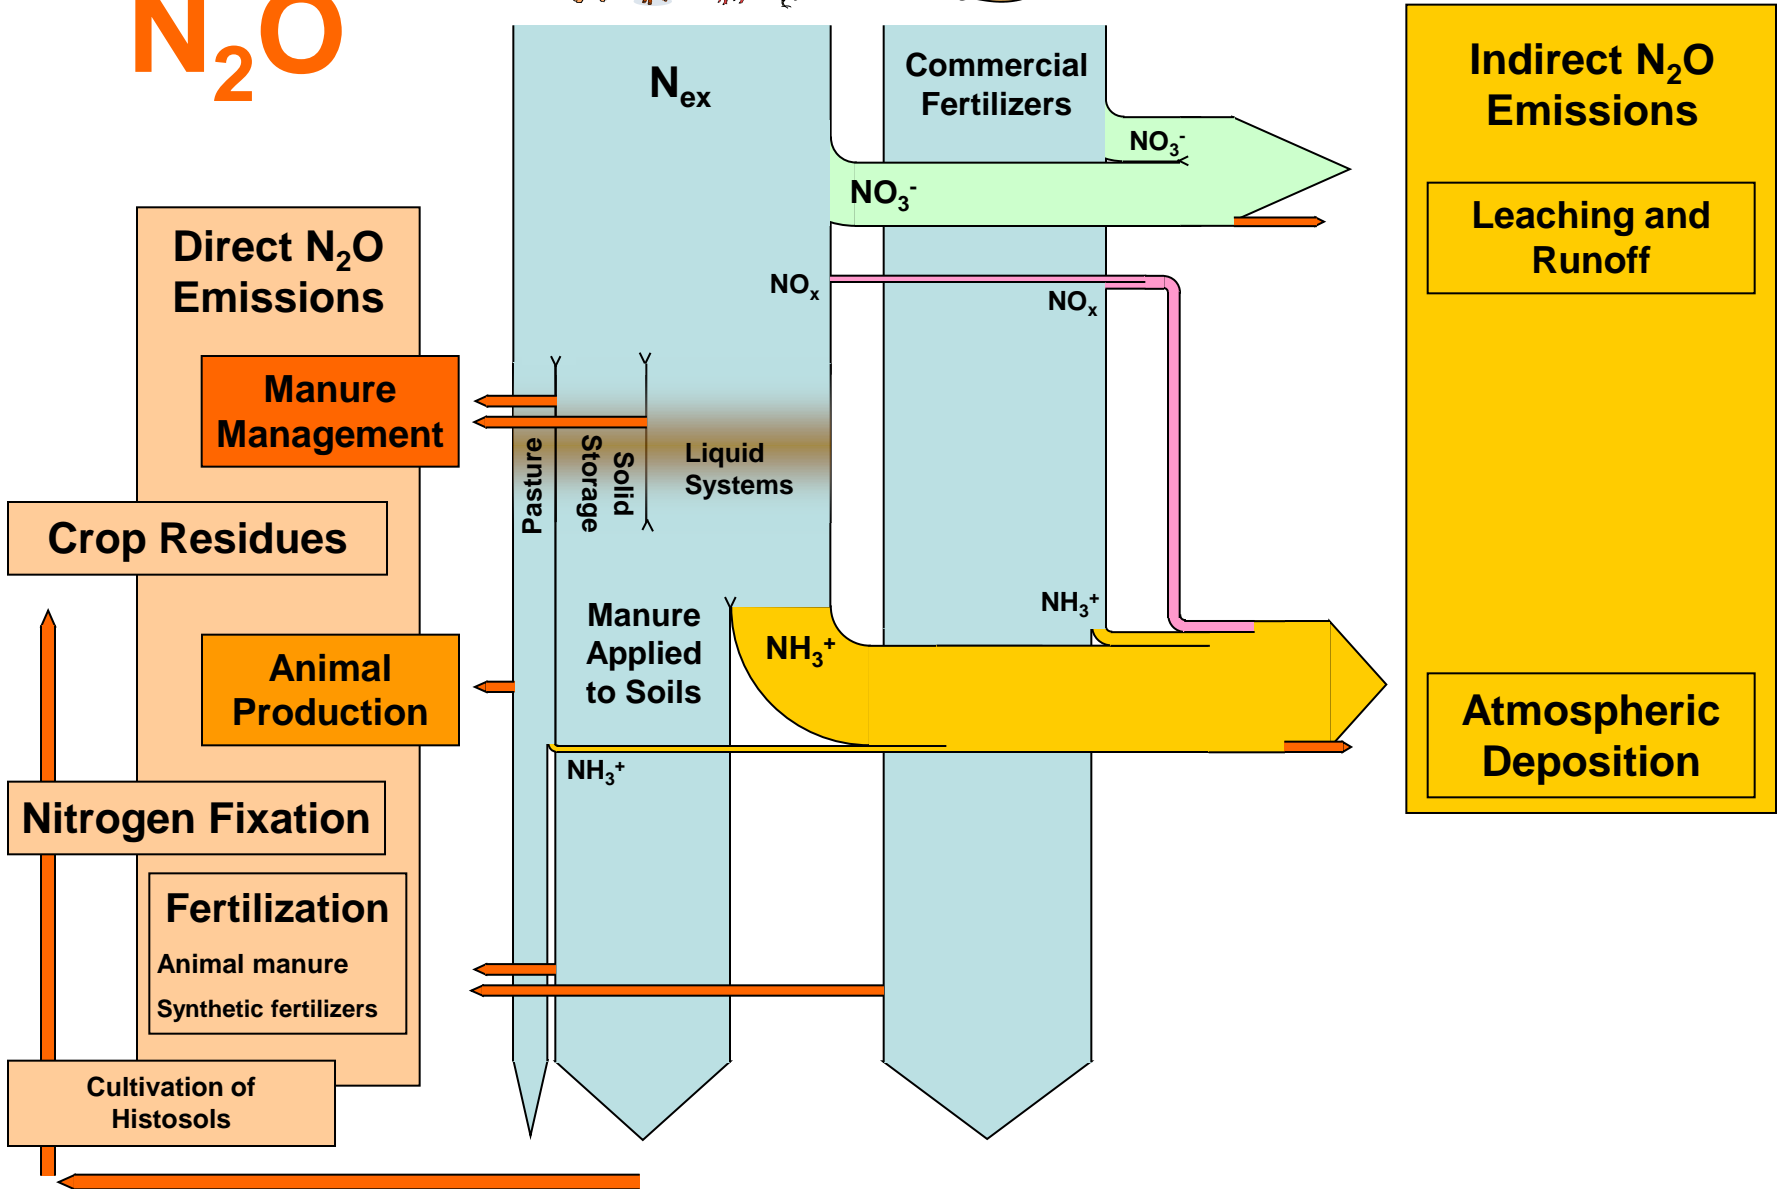 N₂O
N_ex
Commercial
Fertilizers
Indirect N₂O
Emissions
NO₃⁻
NO₃⁻
Leaching and
Runoff
Direct N₂O
Emissions
NOₓ
NOₓ
Manure
Management
Pasture
Solid
Storage
Liquid
Systems
Crop Residues
Manure
Applied
to Soils
NH₃⁺
NH₃⁺
Animal
Production
Atmospheric
Deposition
NH₃⁺
Nitrogen Fixation
Fertilization
Animal manure
Synthetic fertilizers
Cultivation of
Histosols